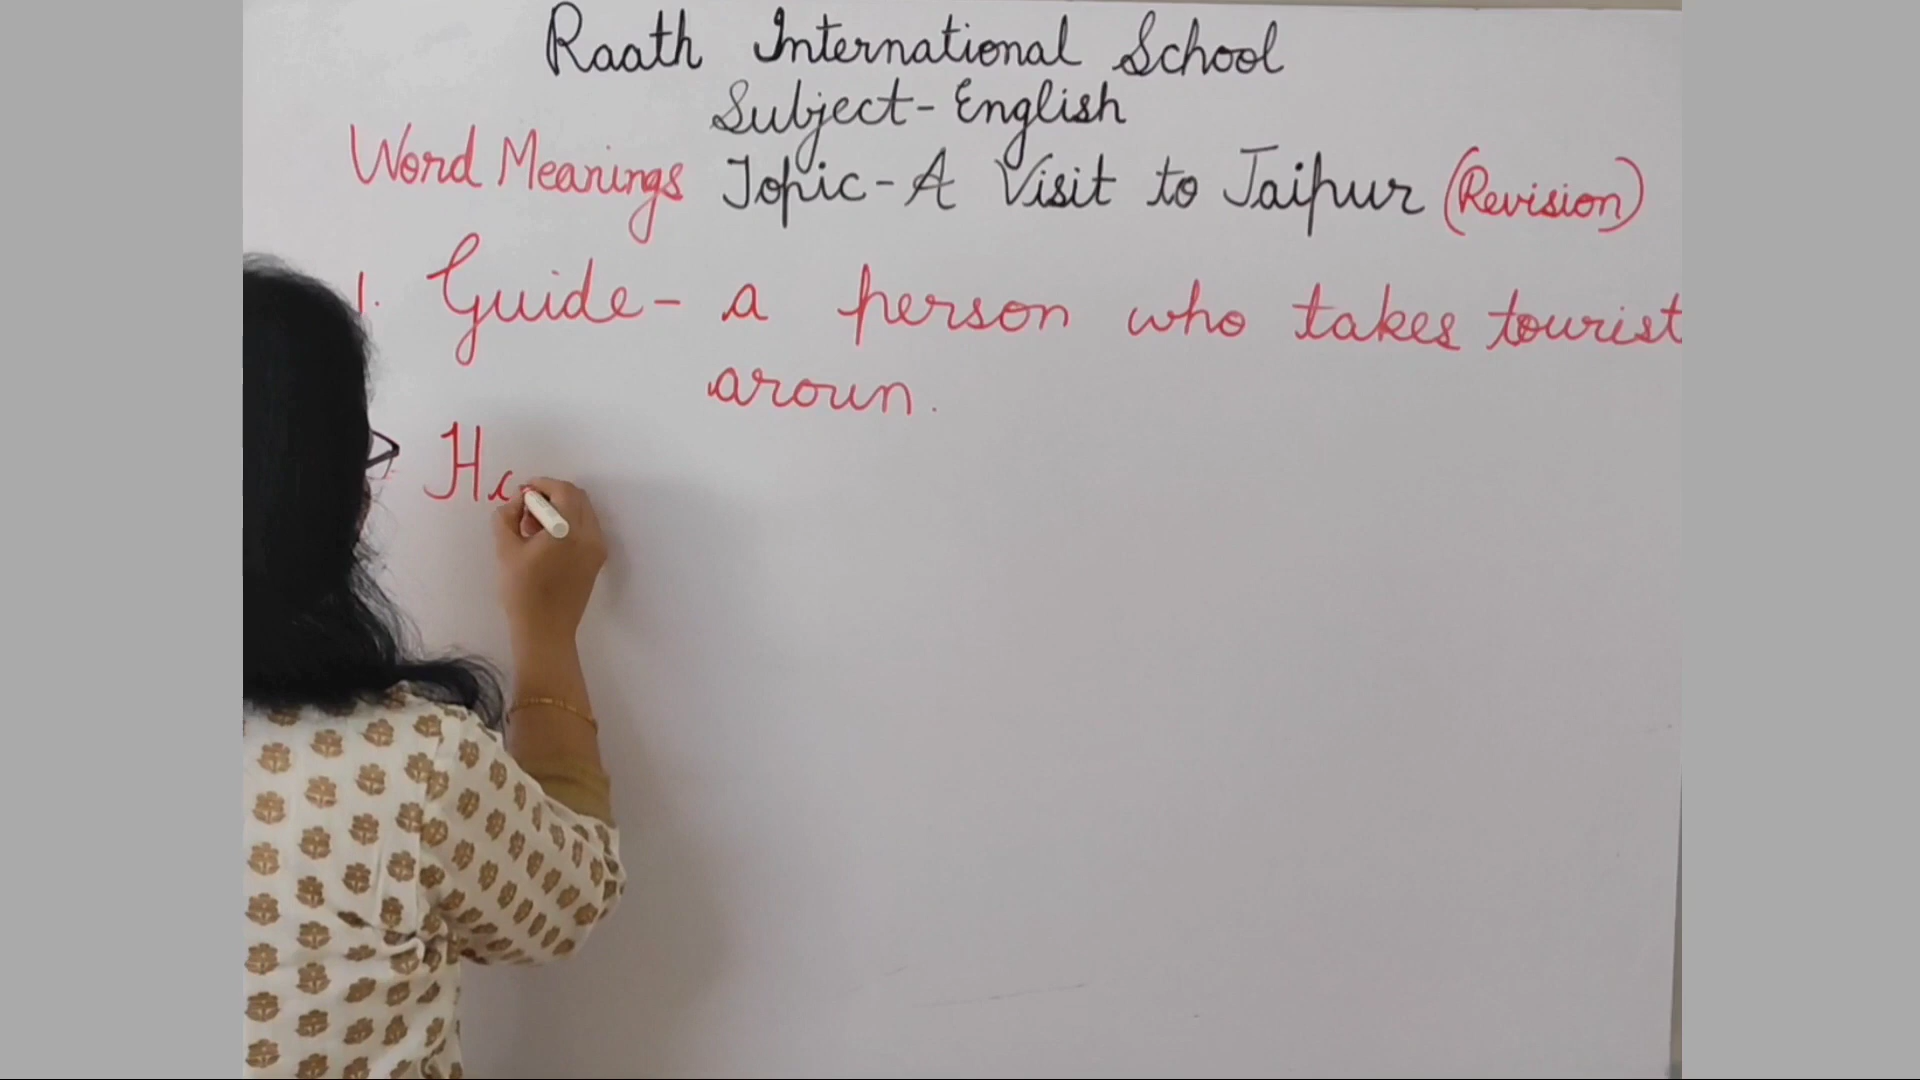 Raath International School
Subject- English
Word Meanings Topic- A Visit to Jaipur (Revision)
1. Guide- a person who takes tourist
aroun.